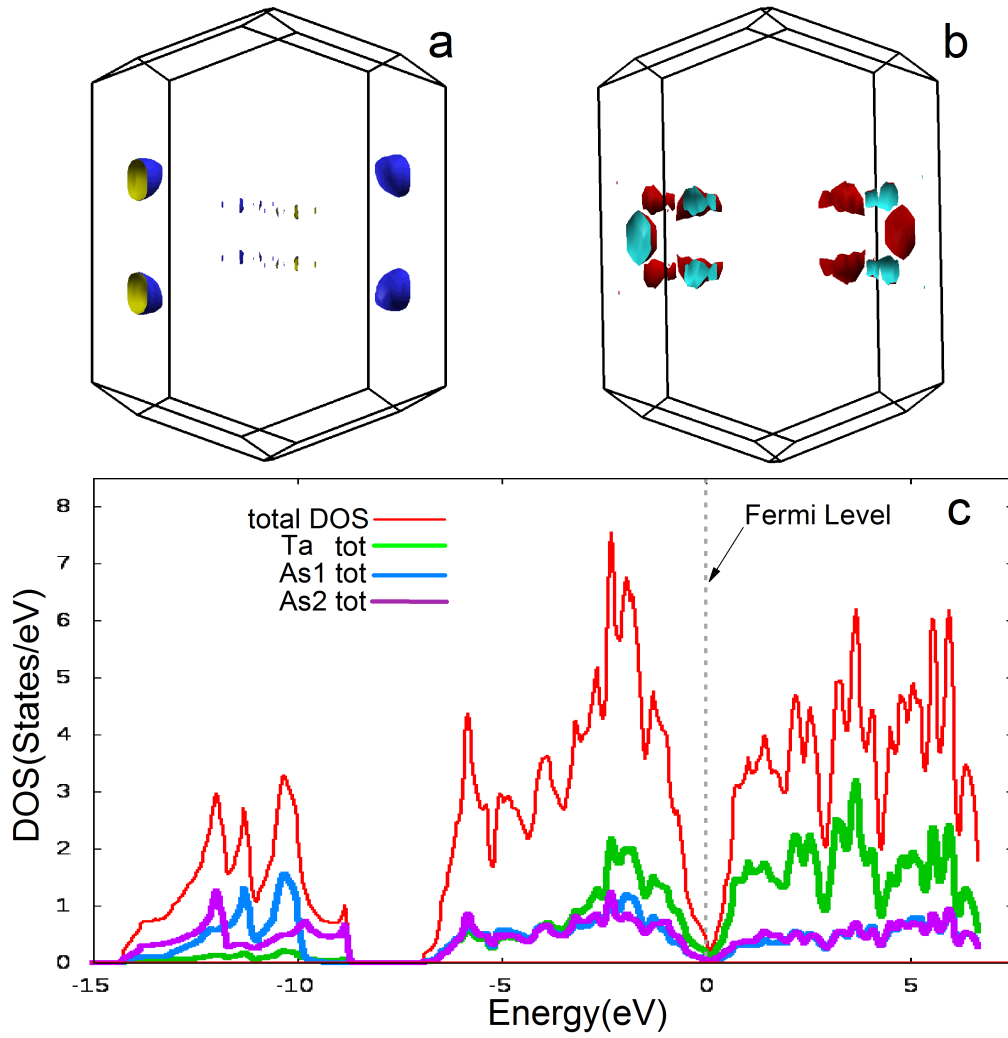 a
b
c
8
7
6
5
4
3
2
1
0
DOS(States/eV)
total DOS
Ta tot
As1 tot
As2 tot
Fermi Level
-15
-10
-5
0
5
Energy(eV)